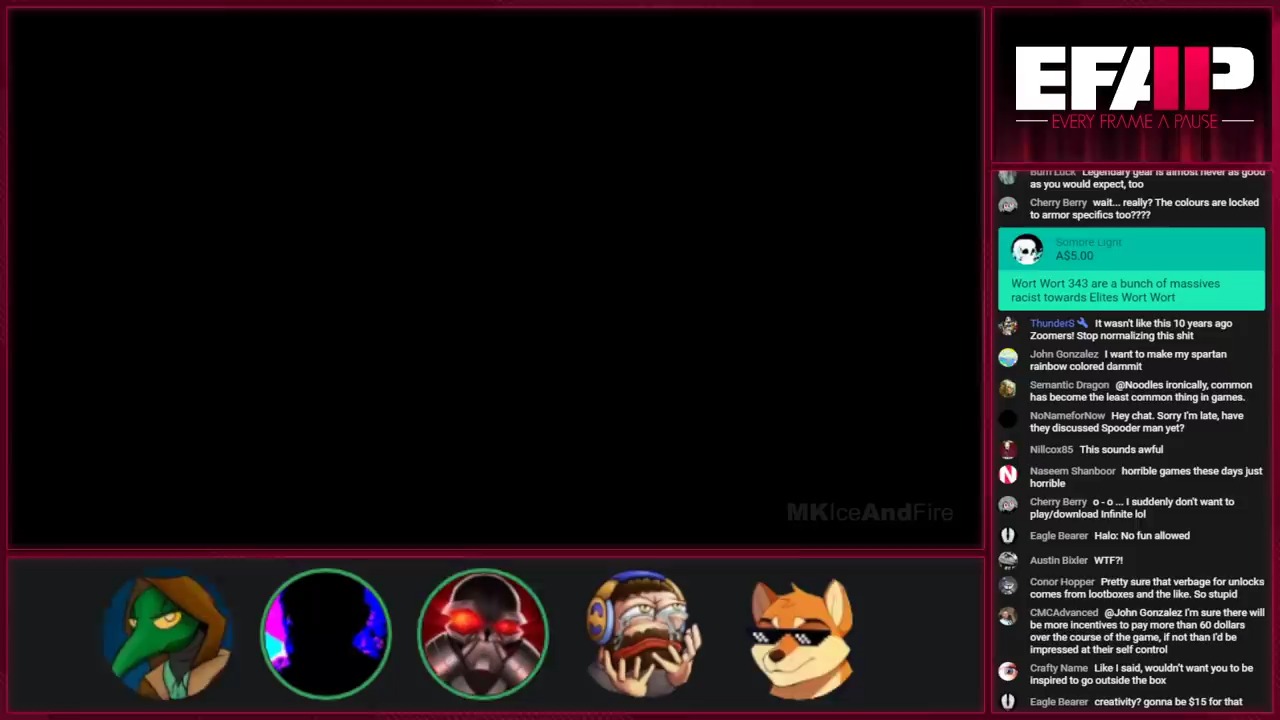 EFAP
EVERY FRAME A PAUSE
Burn Luck Legendary gear is almost never as good
as you would expect, too
Cherry Berry wait... really? The colours are locked
to armor specifics too????
Somore Light
A$5.00
Wort Wort 343 are a bunch of massives
racist towards Elites Wort Wort
ThunderS It wasn't like this 10 years ago
Zoomers! Stop normalizing this shit
John Gonzalez I want to make my spartan
rainbow colored dammit
Semantic Dragon @Noodles ironically, common
has become the least common thing in games.
NoNameforNow Hey chat. Sorry I'm late, have
they discussed Spooder man yet?
Nillcox85 This sounds awful
Naseem Shanboor horrible games these days just
horrible
Cherry Berry o - o ... I suddenly don't want to
play/download Infinite lol
Eagle Bearer Halo: No fun allowed
Austin Bixler WTF?!
Conor Hopper Pretty sure that verbage for unlocks
comes from lootboxes and the like. So stupid
CMCAdvanced @John Gonzalez I'm sure there will
be more incentives to pay more than 60 dollars
over the course of the game, if not than I'd be
impressed at their self control
Crafty Name Like I said, wouldn't want you to be
inspired to go outside the box
Eagle Bearer creativity? gonna be $15 for that
MKIceAndFire